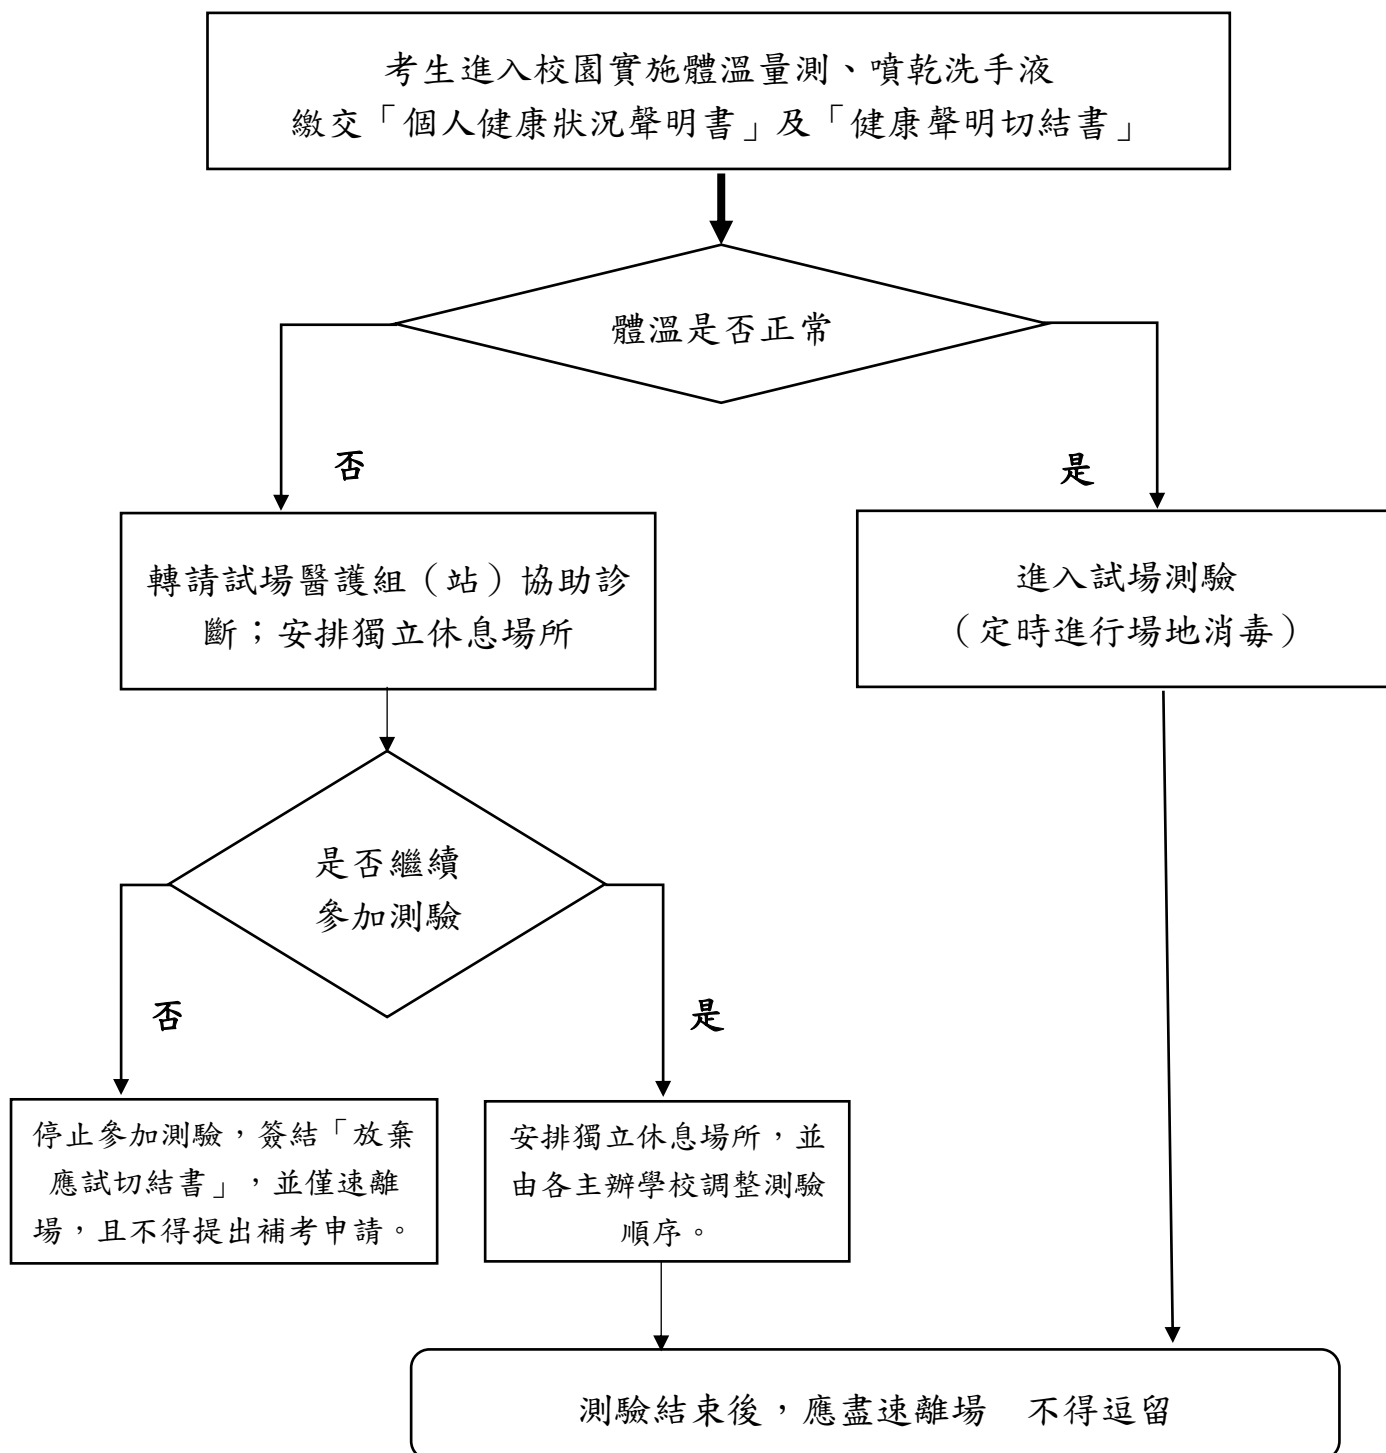 考生進入校園實施體溫量測、噴乾洗手液
繳交「個人健康狀況聲明書」及「健康聲明切結書」
體溫是否正常
否
是
轉請試場醫護組（站）協助診
斷；安排獨立休息場所
進入試場測驗
（定時進行場地消毒）
是否繼續
參加測驗
否
是
停止參加測驗，簽結「放棄
應試切結書」，並僅速離
場，且不得提出補考申請。
安排獨立休息場所，並
由各主辦學校調整測驗
順序。
測驗結束後，應盡速離場　不得逗留